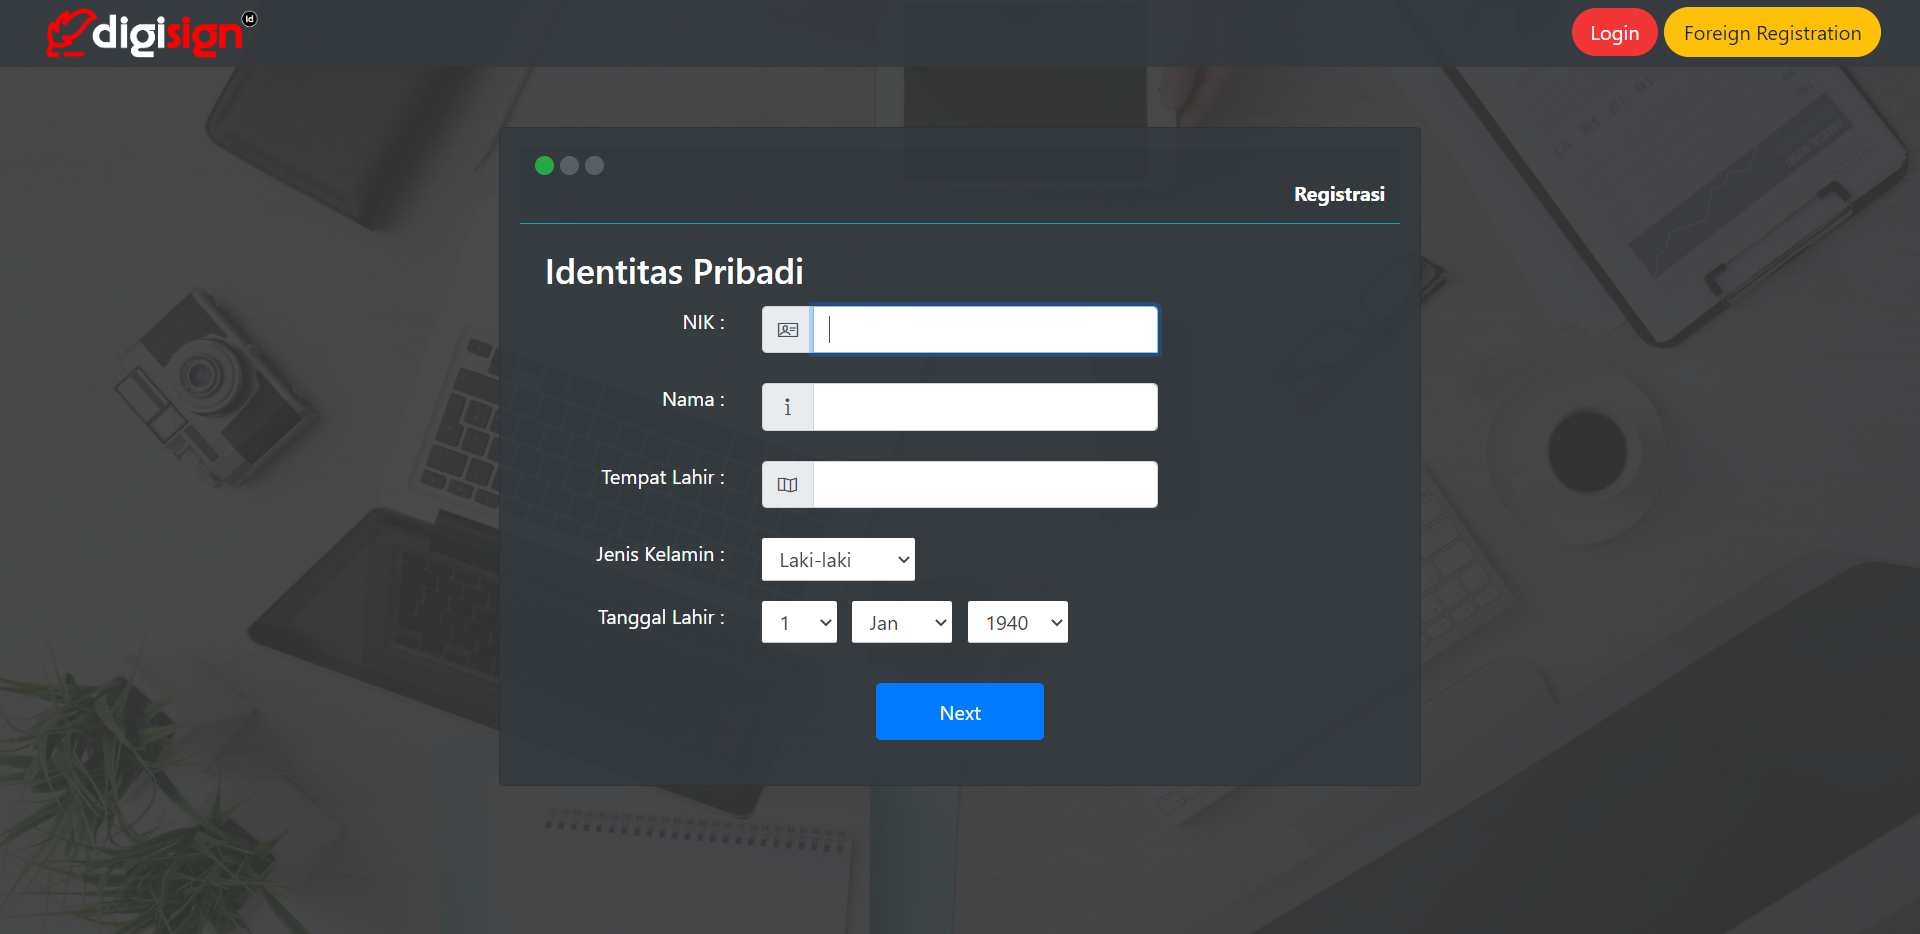 digisign id
Login
Foreign Registration
Registrasi
Identitas Pribadi
NIK :
Nama :
Tempat Lahir :
Jenis Kelamin :
Laki-laki
Tanggal Lahir :
1
Jan
1940
Next